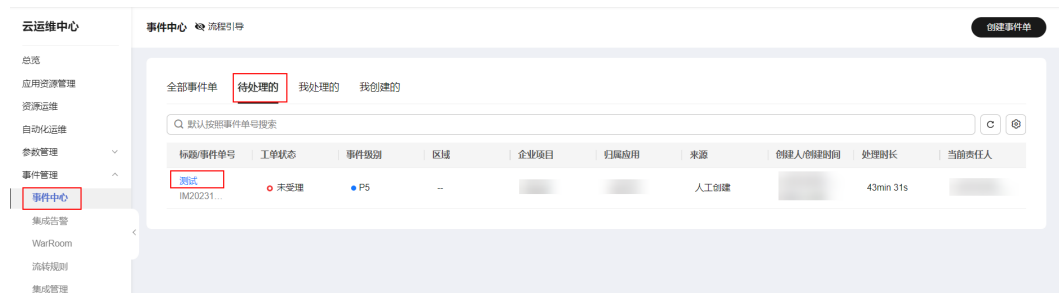 云运维中心
事件中心 流程引导
创建事件单
总览
应用资源管理
资源运维
自动化运维
参数管理
事件管理
事件中心
集成告警
WarRoom
流转规则
集成管理
全部事件单 待处理的 我处理的 我创建的
默认按照事件单号搜索
标题/事件单号 工单状态 事件级别 区域 企业项目 归属应用 来源 创建人/创建时间 处理时长 当前责任人
测试 未受理 P5 -- 人工创建 43min 31s
IM20231...